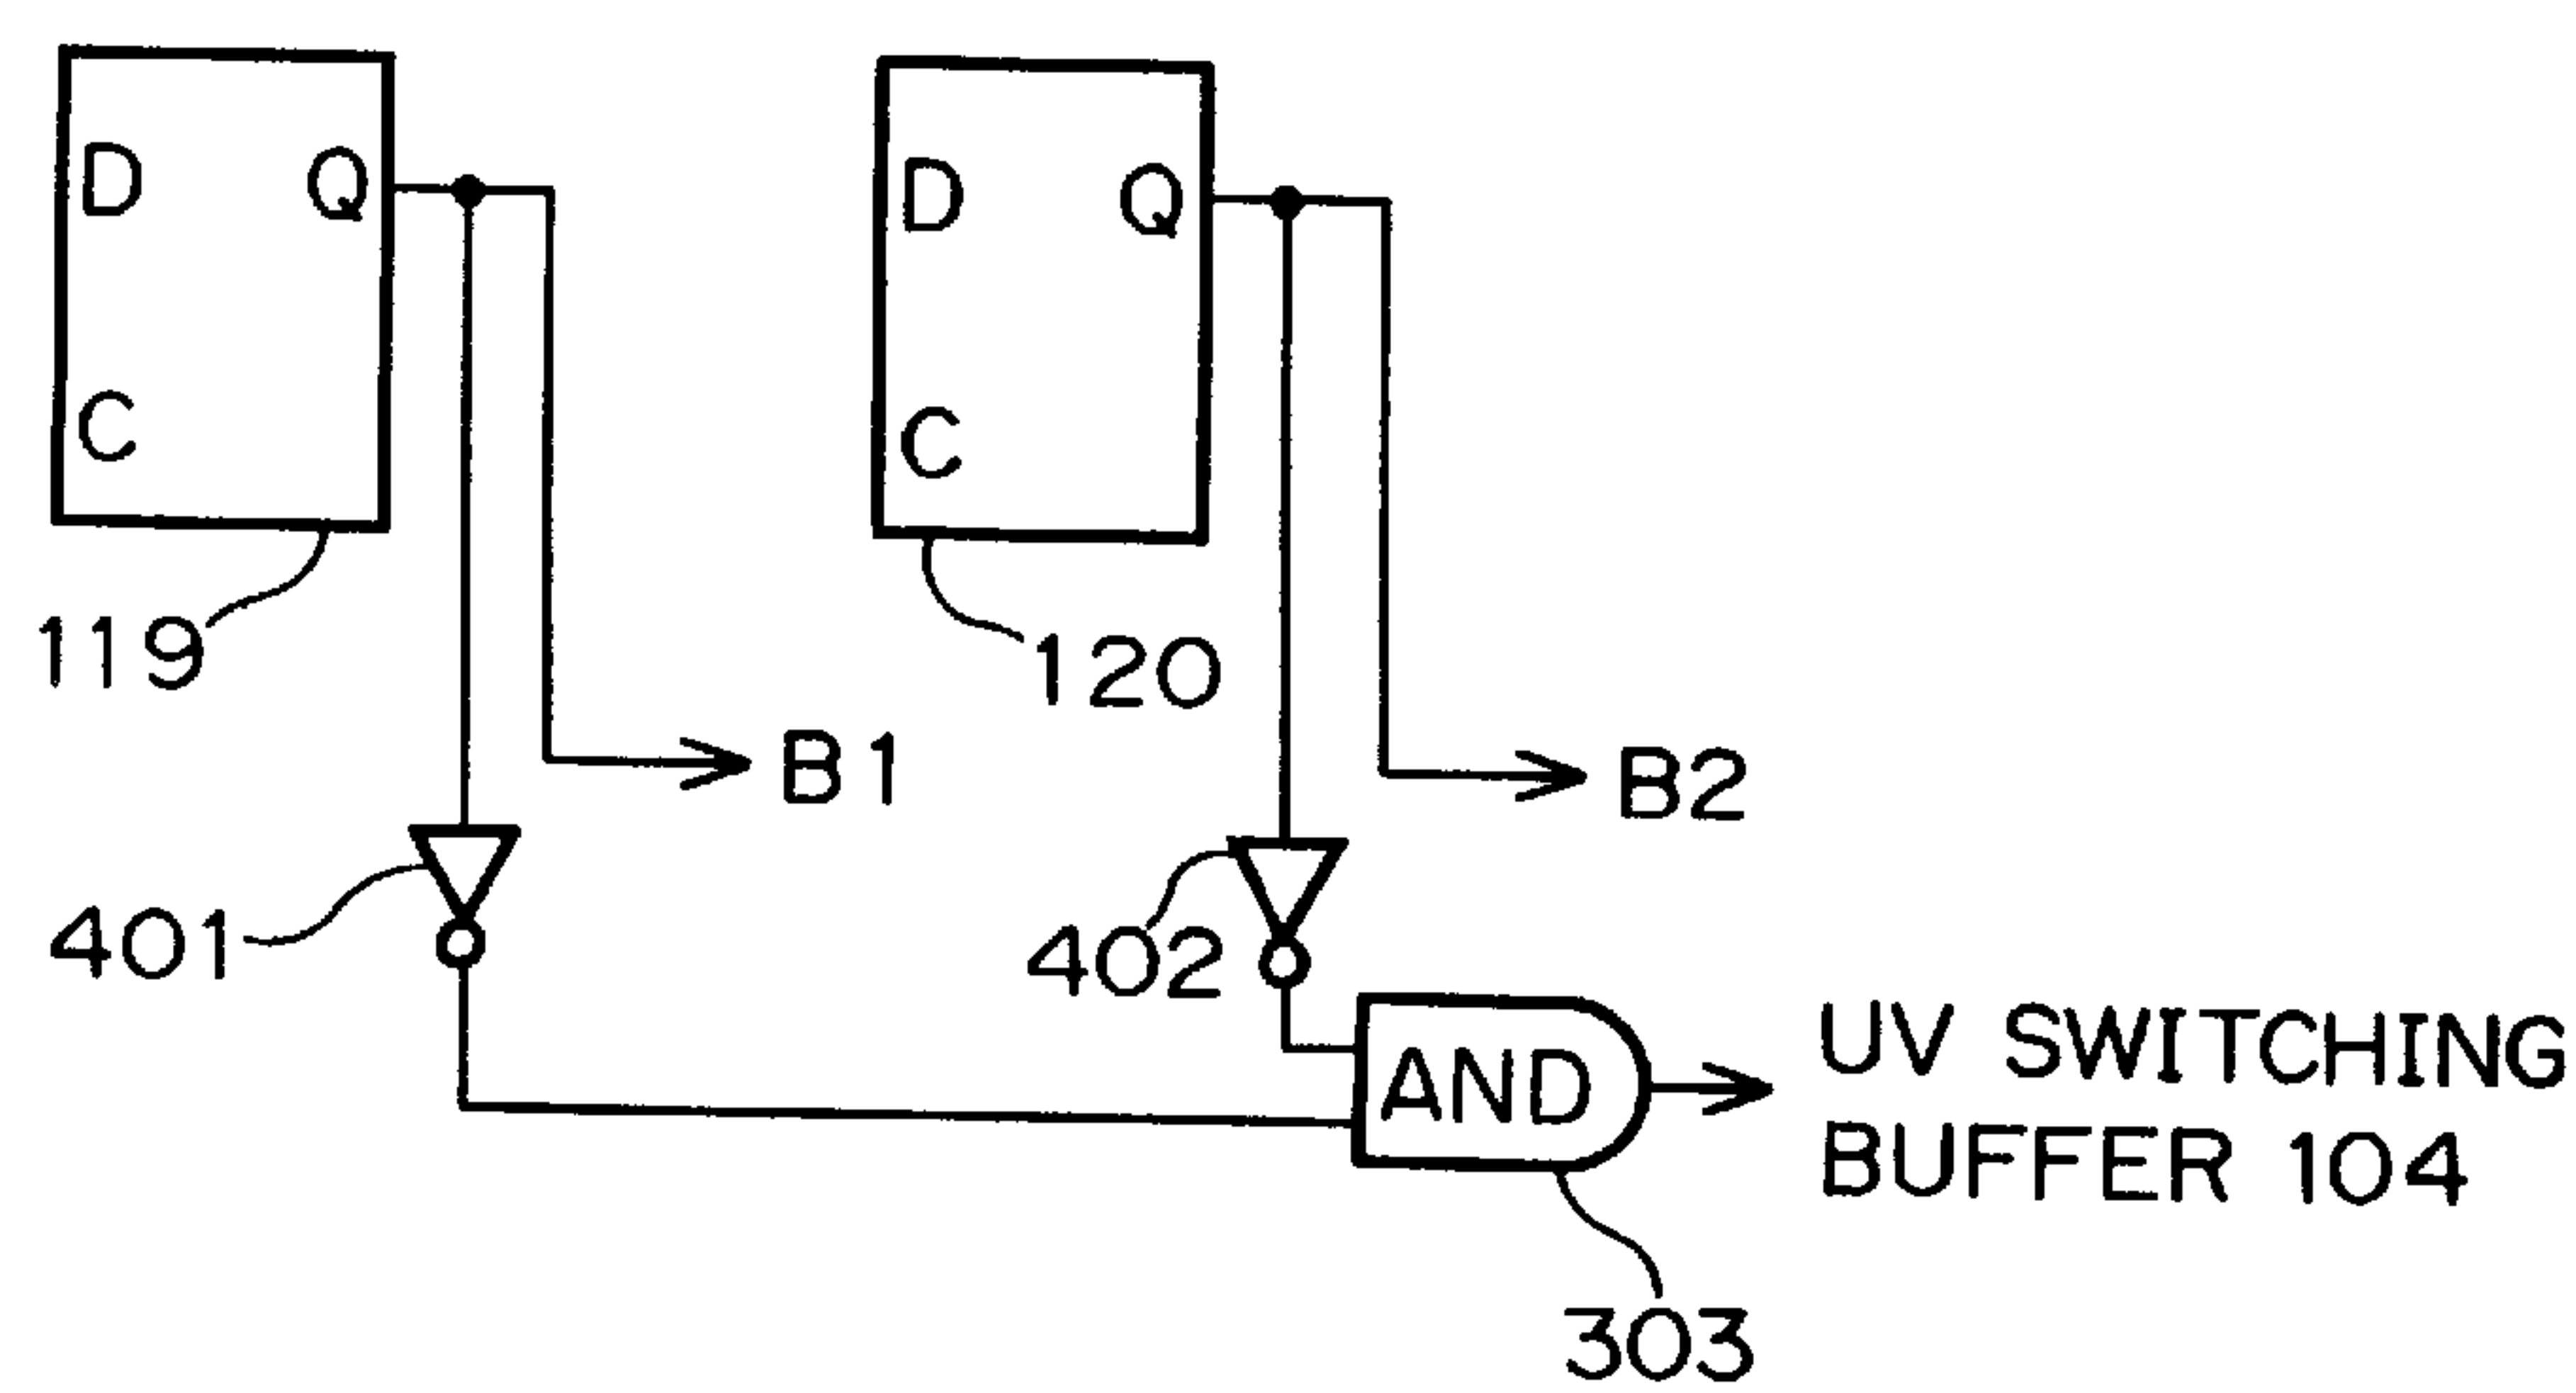 D Q
C
119
D Q
C
120
B1
B2
401
402
AND
UV SWITCHING
BUFFER 104
303